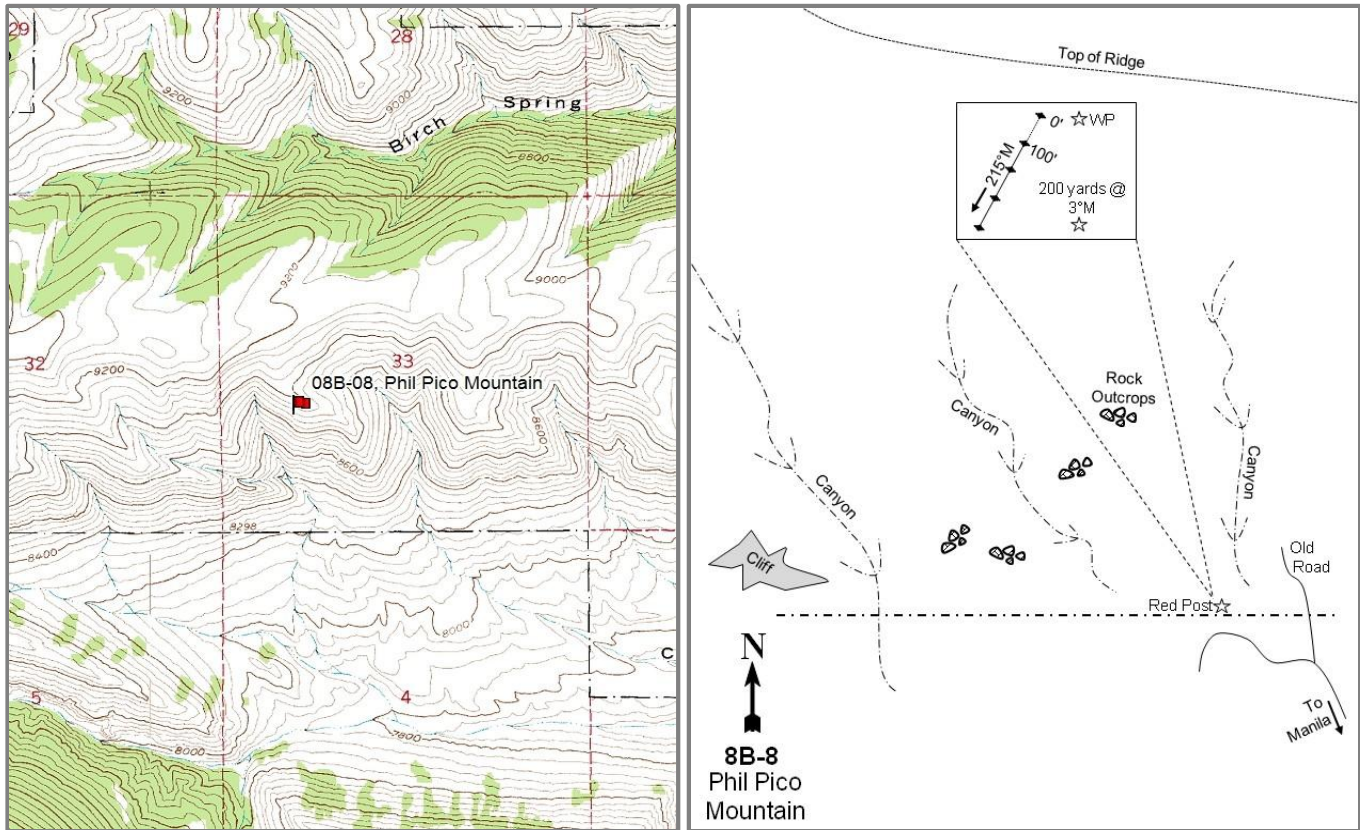 29
28
9200
9000
Spring
Birch
8800
9200
9000
32
33
9200
08B-08, Phil Pico Mountain
8600
8600
8298
8400
8000
C
5
4
8000
7800
Top of Ridge
0'
WP
100'
215°M
200 yards @
3°M
Rock
Outcrops
Canyon
Canyon
Canyon
Cliff
Old
Road
Red Post
N
To
Manila
8B-8
Phil Pico
Mountain